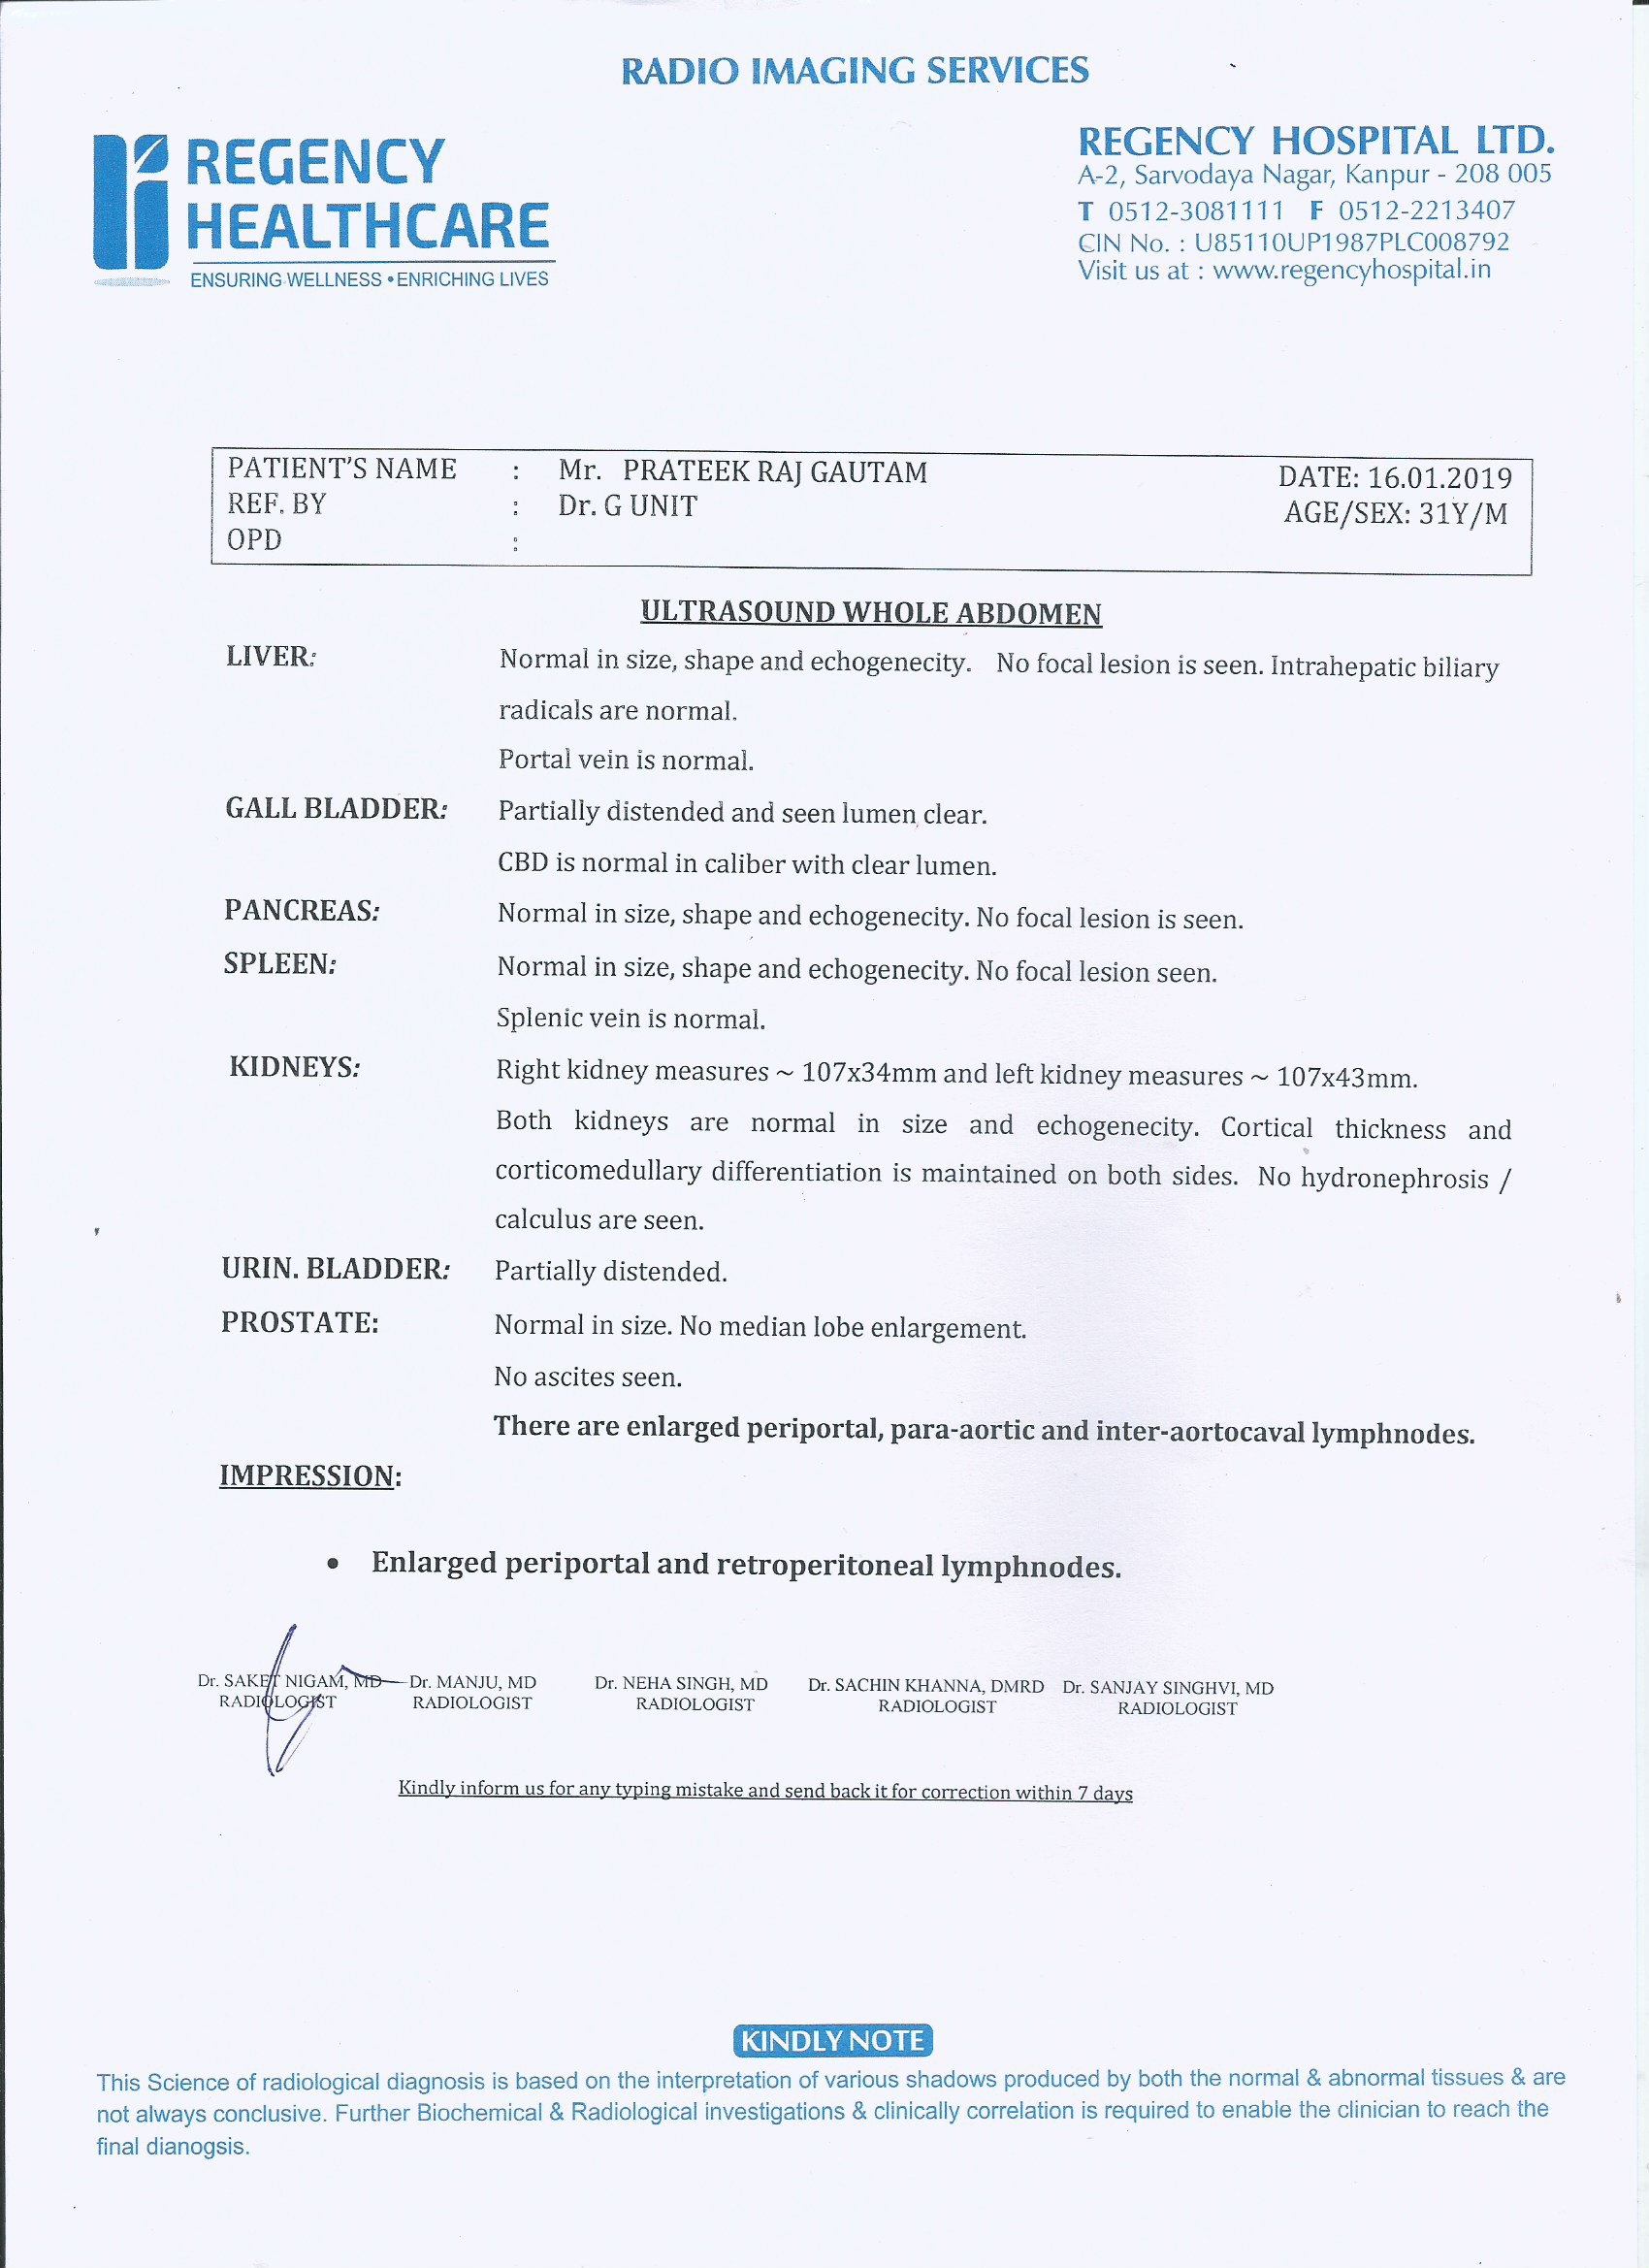 RADIO IMAGING SERVICES
REGENCY
HEALTHCARE
ENSURING WELLNESS • ENRICHING LIVES
REGENCY HOSPITAL LTD.
A-2, Sarvodaya Nagar, Kanpur - 208 005
T 0512-3081111 F 0512-2213407
CIN No. : U85110UP1987PLC008792
Visit us at : www.regencyhospital.in
PATIENT'S NAME : Mr. PRATEEK RAJ GAUTAM DATE: 16.01.2019
REF. BY : Dr. G UNIT AGE/SEX: 31Y/M
OPD :
ULTRASOUND WHOLE ABDOMEN
LIVER: Normal in size, shape and echogenecity. No focal lesion is seen. Intrahepatic biliary
radicals are normal.
Portal vein is normal.
GALL BLADDER: Partially distended and seen lumen clear.
CBD is normal in caliber with clear lumen.
PANCREAS: Normal in size, shape and echogenecity. No focal lesion is seen.
SPLEEN: Normal in size, shape and echogenecity. No focal lesion seen.
Splenic vein is normal.
KIDNEYS: Right kidney measures ~ 107x34mm and left kidney measures ~ 107x43mm.
Both kidneys are normal in size and echogenecity. Cortical thickness and
corticomedullary differentiation is maintained on both sides. No hydronephrosis /
calculus are seen.
URIN. BLADDER: Partially distended.
PROSTATE: Normal in size. No median lobe enlargement.
No ascites seen.
There are enlarged periportal, para-aortic and inter-aortocaval lymphnodes.
IMPRESSION:
• Enlarged periportal and retroperitoneal lymphnodes.
Dr. SAKET NIGAM, MD Dr. MANJU, MD Dr. NEHA SINGH, MD Dr. SACHIN KHANNA, DMRD Dr. SANJAY SINGHVI, MD
RADIOLOGIST RADIOLOGIST RADIOLOGIST RADIOLOGIST RADIOLOGIST
Kindly inform us for any typing mistake and send back it for correction within 7 days
KINDLY NOTE
This Science of radiological diagnosis is based on the interpretation of various shadows produced by both the normal & abnormal tissues & are
not always conclusive. Further Biochemical & Radiological investigations & clinically correlation is required to enable the clinician to reach the
final dianogsis.